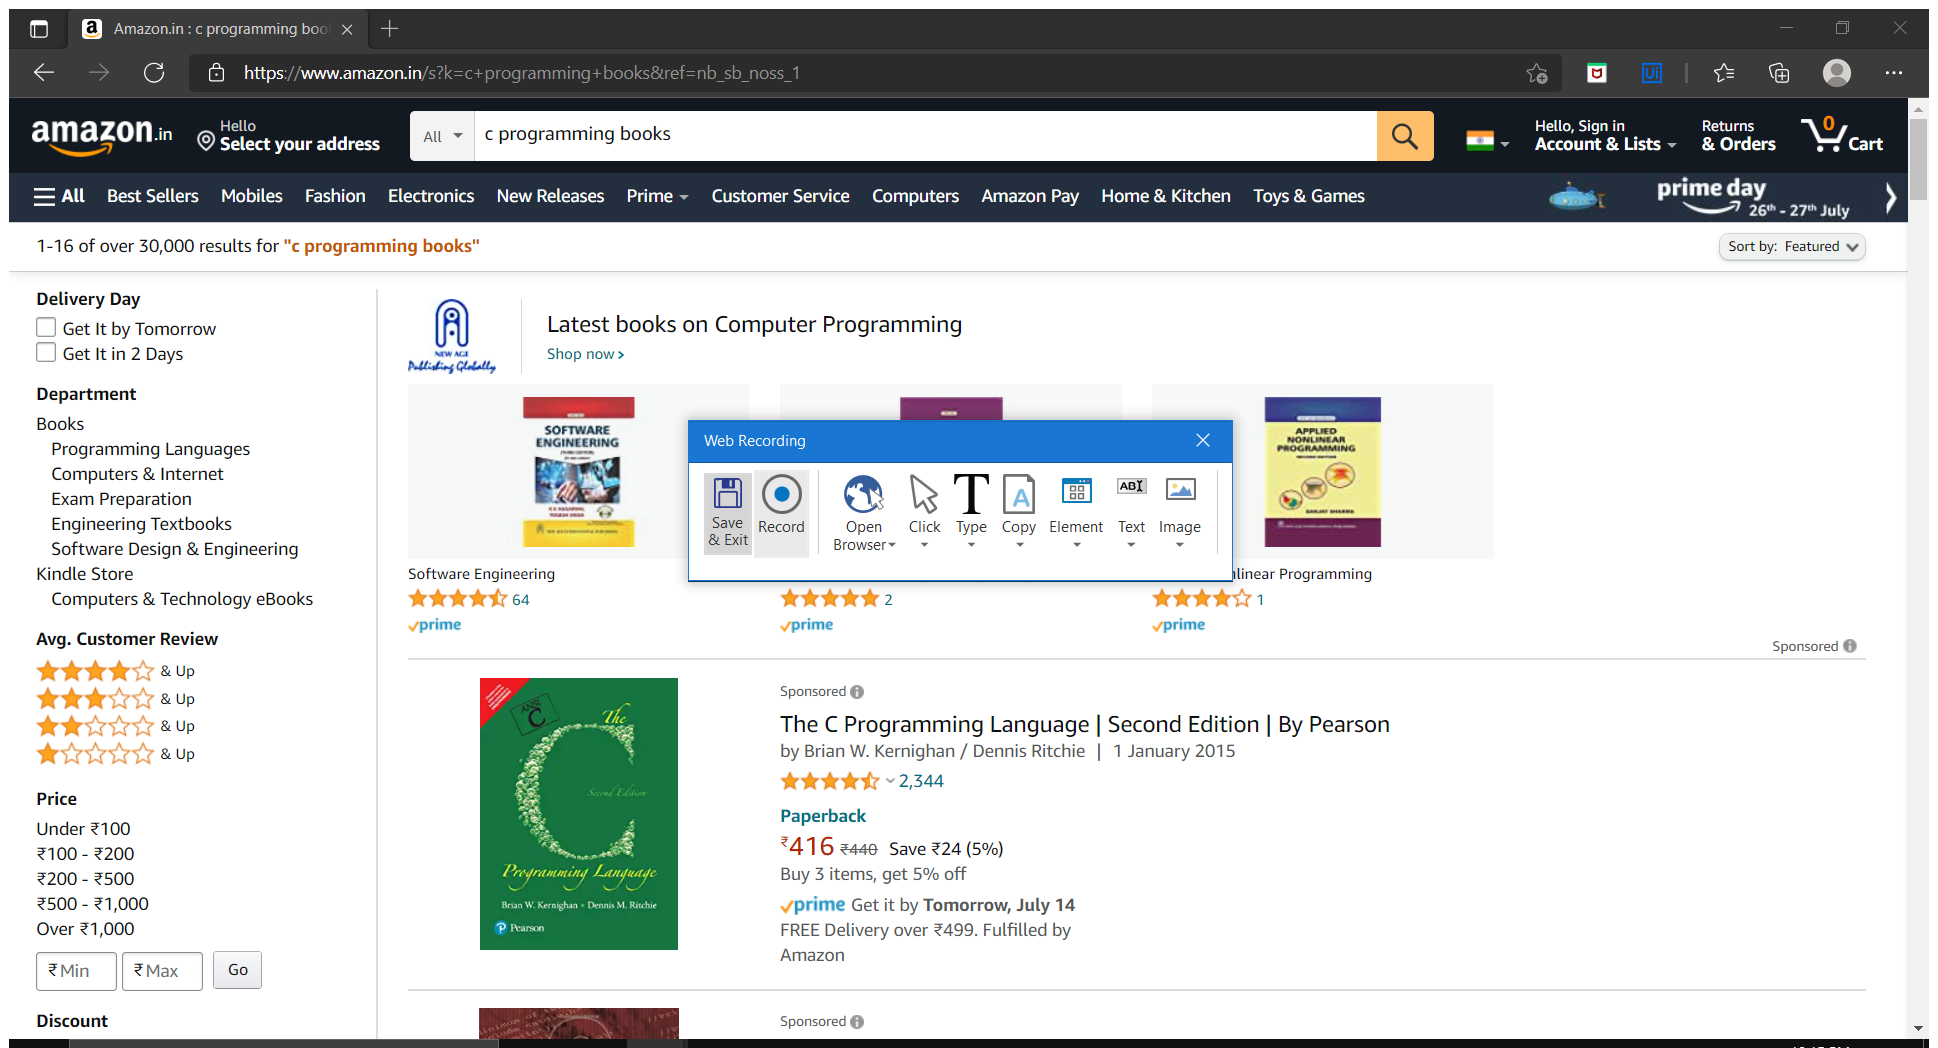 Amazon.in : c programming boo
https://www.amazon.in/s?k=c+programming+books&ref=nb_sb_noss_1
amazon.in
Hello
Select your address
All
c programming books
Hello, Sign in
Account & Lists
Returns
& Orders
0
Cart
All
Best Sellers
Mobiles
Fashion
Electronics
New Releases
Prime
Customer Service
Computers
Amazon Pay
Home & Kitchen
Toys & Games
prime day
26th - 27th July
1-16 of over 30,000 results for "c programming books"
Sort by: Featured
Delivery Day
Get It by Tomorrow
Get It in 2 Days
Department
Books
Programming Languages
Computers & Internet
Exam Preparation
Engineering Textbooks
Software Design & Engineering
Kindle Store
Computers & Technology eBooks
Avg. Customer Review
& Up
& Up
& Up
& Up
Price
Under ₹100
₹100 - ₹200
₹200 - ₹500
₹500 - ₹1,000
Over ₹1,000
₹ Min
₹ Max
Go
Discount
NEW AGE
Publishing Globally
Latest books on Computer Programming
Shop now
SOFTWARE
ENGINEERING
APPLIED
NONLINEAR
PROGRAMMING
SANJAY SHARMA
Web Recording
Save
& Exit
Record
Open
Browser
Click
Type
Copy
Element
Text
Image
Software Engineering
64
prime
2
prime
linear Programming
1
prime
Sponsored
ANSI
C
The
C
Second Edition
Programming Language
Brian W. Kernighan • Dennis M. Ritchie
Pearson
Sponsored
The C Programming Language | Second Edition | By Pearson
by Brian W. Kernighan / Dennis Ritchie | 1 January 2015
2,344
Paperback
₹416 ₹440 Save ₹24 (5%)
Buy 3 items, get 5% off
prime Get it by Tomorrow, July 14
FREE Delivery over ₹499. Fulfilled by
Amazon
Sponsored